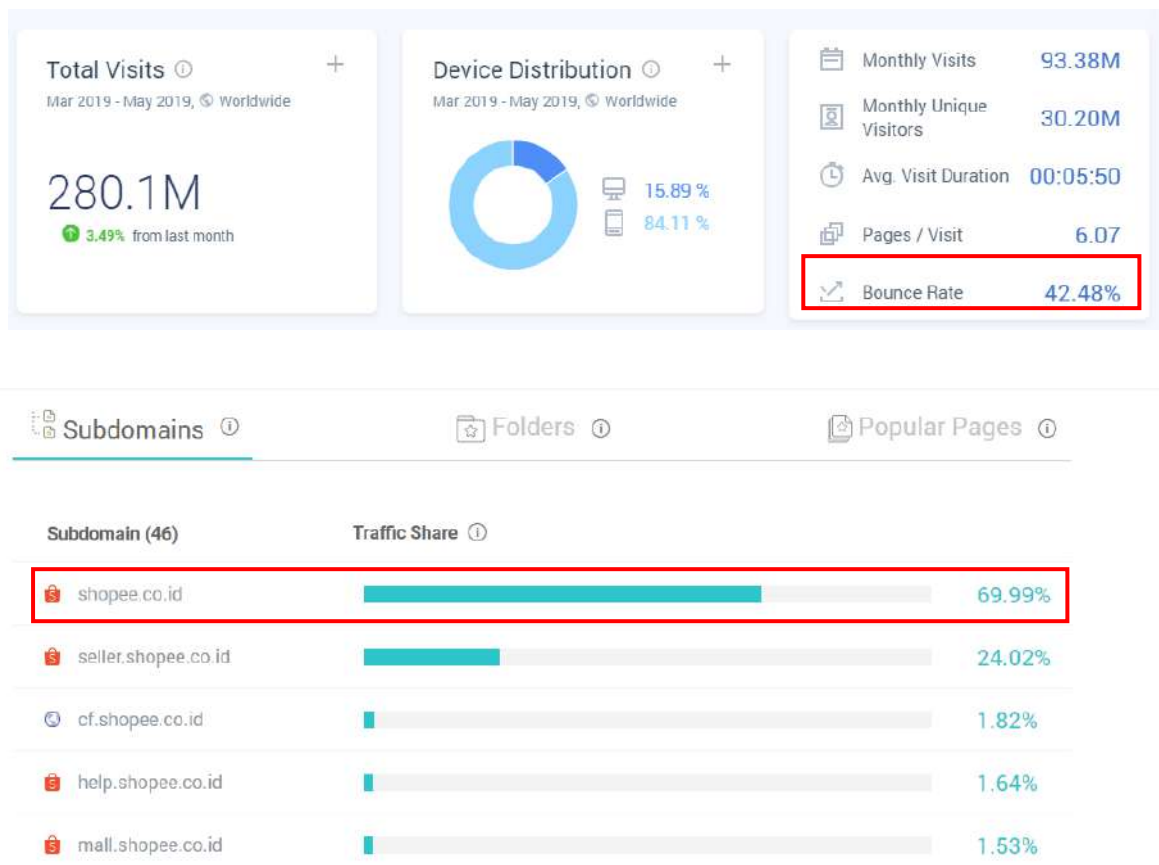 Total Visits
Mar 2019 - May 2019, Worldwide
280.1M
3.49% from last month
Device Distribution
Mar 2019 - May 2019, Worldwide
15.89 %
84.11 %
Monthly Visits 93.38M
Monthly Unique
Visitors 30.20M
Avg. Visit Duration 00:05:50
Pages / Visit 6.07
Bounce Rate 42.48%
Subdomains Folders Popular Pages
Subdomain (46) Traffic Share
shopee.co.id 69.99%
seller.shopee.co.id 24.02%
cf.shopee.co.id 1.82%
help.shopee.co.id 1.64%
mall.shopee.co.id 1.53%